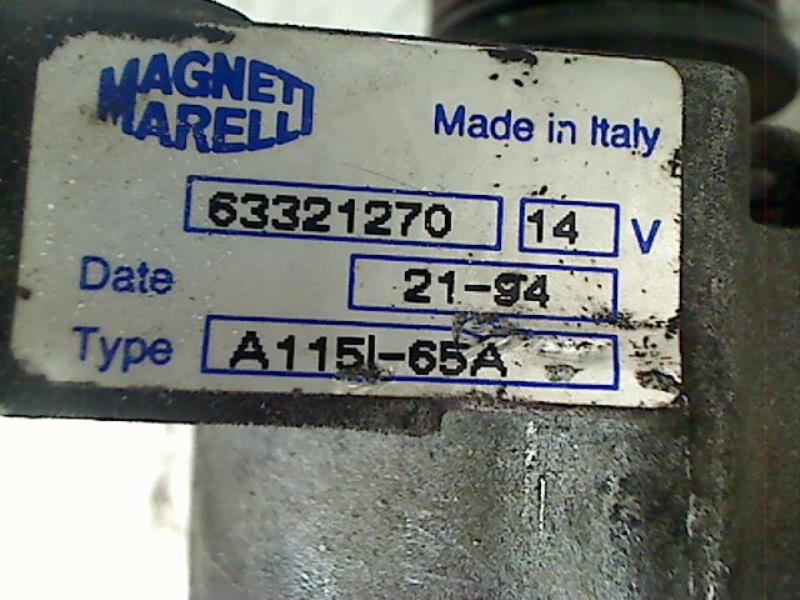 MAGNETI
MARELLI
Made in Italy
63321270 14 V
Date 21-94
Type A115I-65A